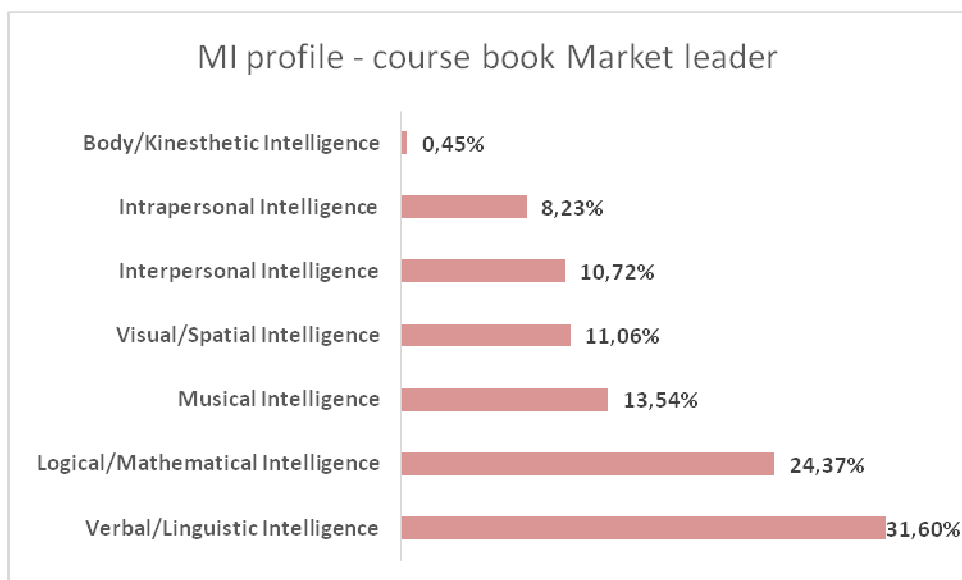 MI profile - course book Market leader
Body/Kinesthetic Intelligence 0,45%
Intrapersonal Intelligence 8,23%
Interpersonal Intelligence 10,72%
Visual/Spatial Intelligence 11,06%
Musical Intelligence 13,54%
Logical/Mathematical Intelligence 24,37%
Verbal/Linguistic Intelligence 31,60%